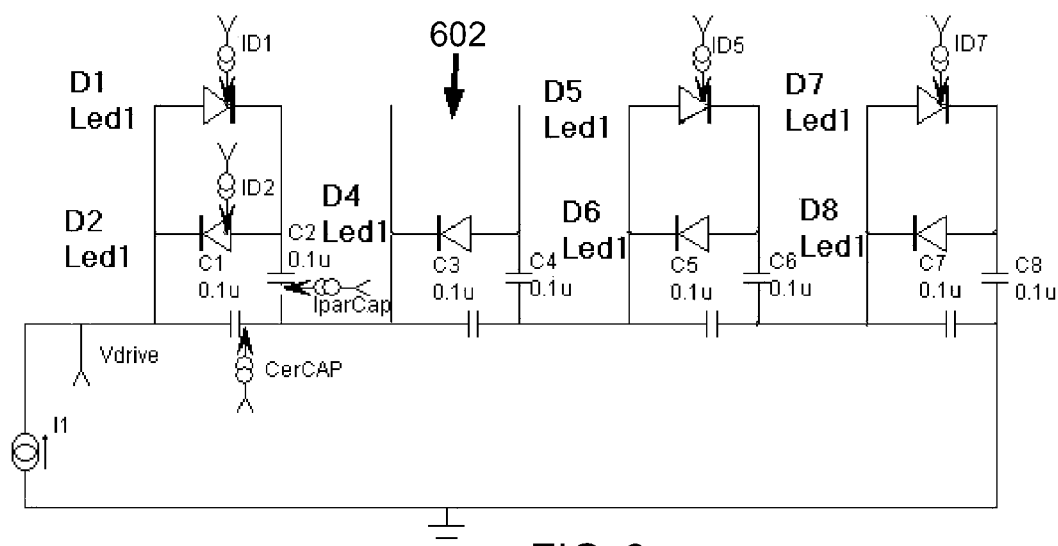 ID1
602
ID5
ID7
D1
Led1
D5
Led1
D7
Led1
ID2
D2
Led1
D4
Led1
D6
Led1
D8
Led1
C1
0.1u
C2
0.1u
C3
0.1u
C4
0.1u
C5
0.1u
C6
0.1u
C7
0.1u
C8
0.1u
IparCap
Vdrive
CerCAP
I1